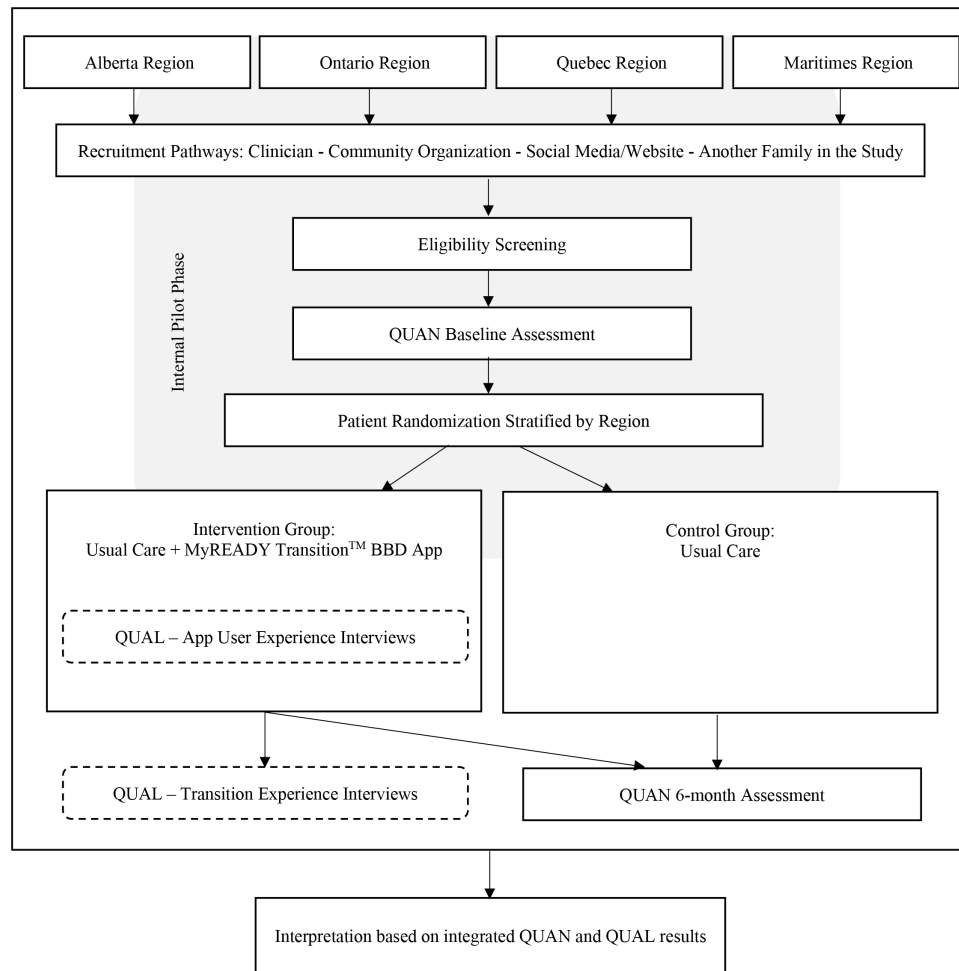 Alberta Region
Ontario Region
Quebec Region
Maritimes Region
Recruitment Pathways: Clinician - Community Organization - Social Media/Website - Another Family in the Study
Eligibility Screening
Internal Pilot Phase
QUAN Baseline Assessment
Patient Randomization Stratified by Region
Intervention Group:
Usual Care + MyREADY Transition™ BBD App
QUAL – App User Experience Interviews
Control Group:
Usual Care
QUAL – Transition Experience Interviews
QUAN 6-month Assessment
Interpretation based on integrated QUAN and QUAL results